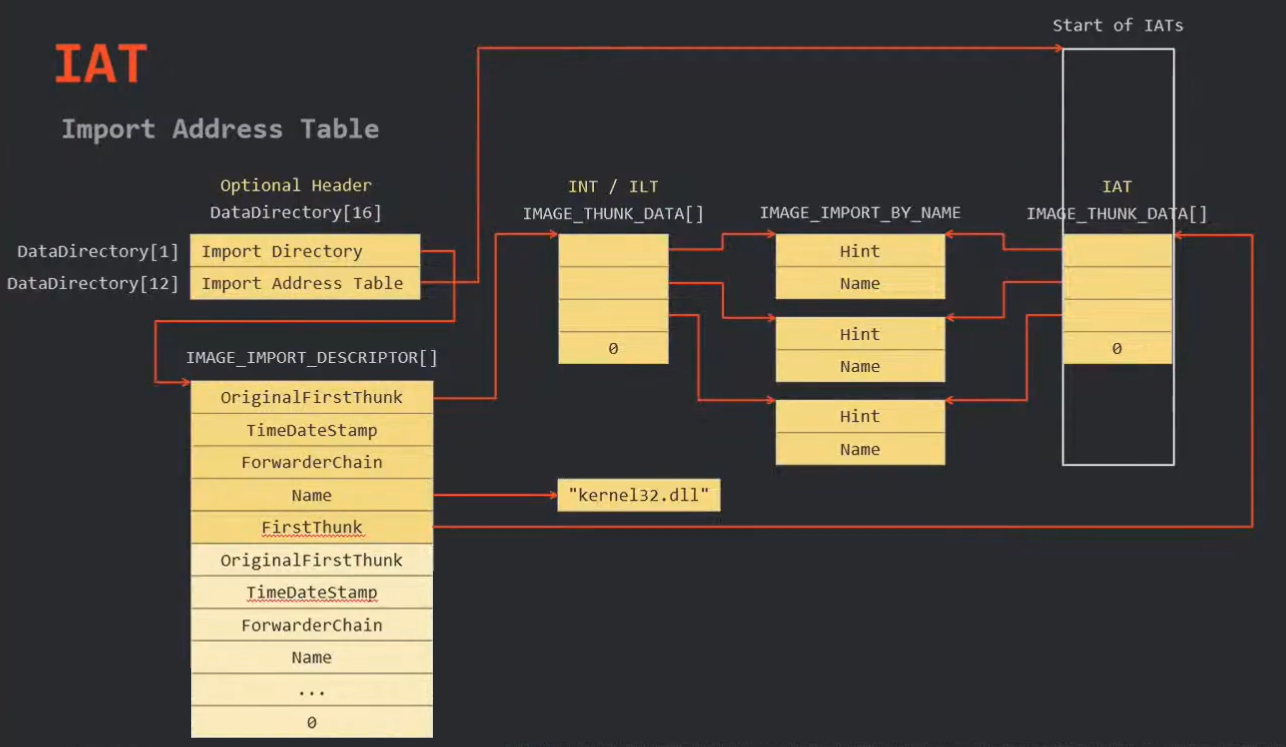 Start of IATs
IAT
Import Address Table
Optional Header
DataDirectory[16]
DataDirectory[1]
Import Directory
DataDirectory[12]
Import Address Table
IMAGE_IMPORT_DESCRIPTOR[]
OriginalFirstThunk
TimeDateStamp
ForwarderChain
Name
FirstThunk
OriginalFirstThunk
TimeDateStamp
ForwarderChain
Name
...
0
INT / ILT
IMAGE_THUNK_DATA[]
0
"kernel32.dll"
IMAGE_IMPORT_BY_NAME
Hint
Name
Hint
Name
Hint
Name
IAT
IMAGE_THUNK_DATA[]
0